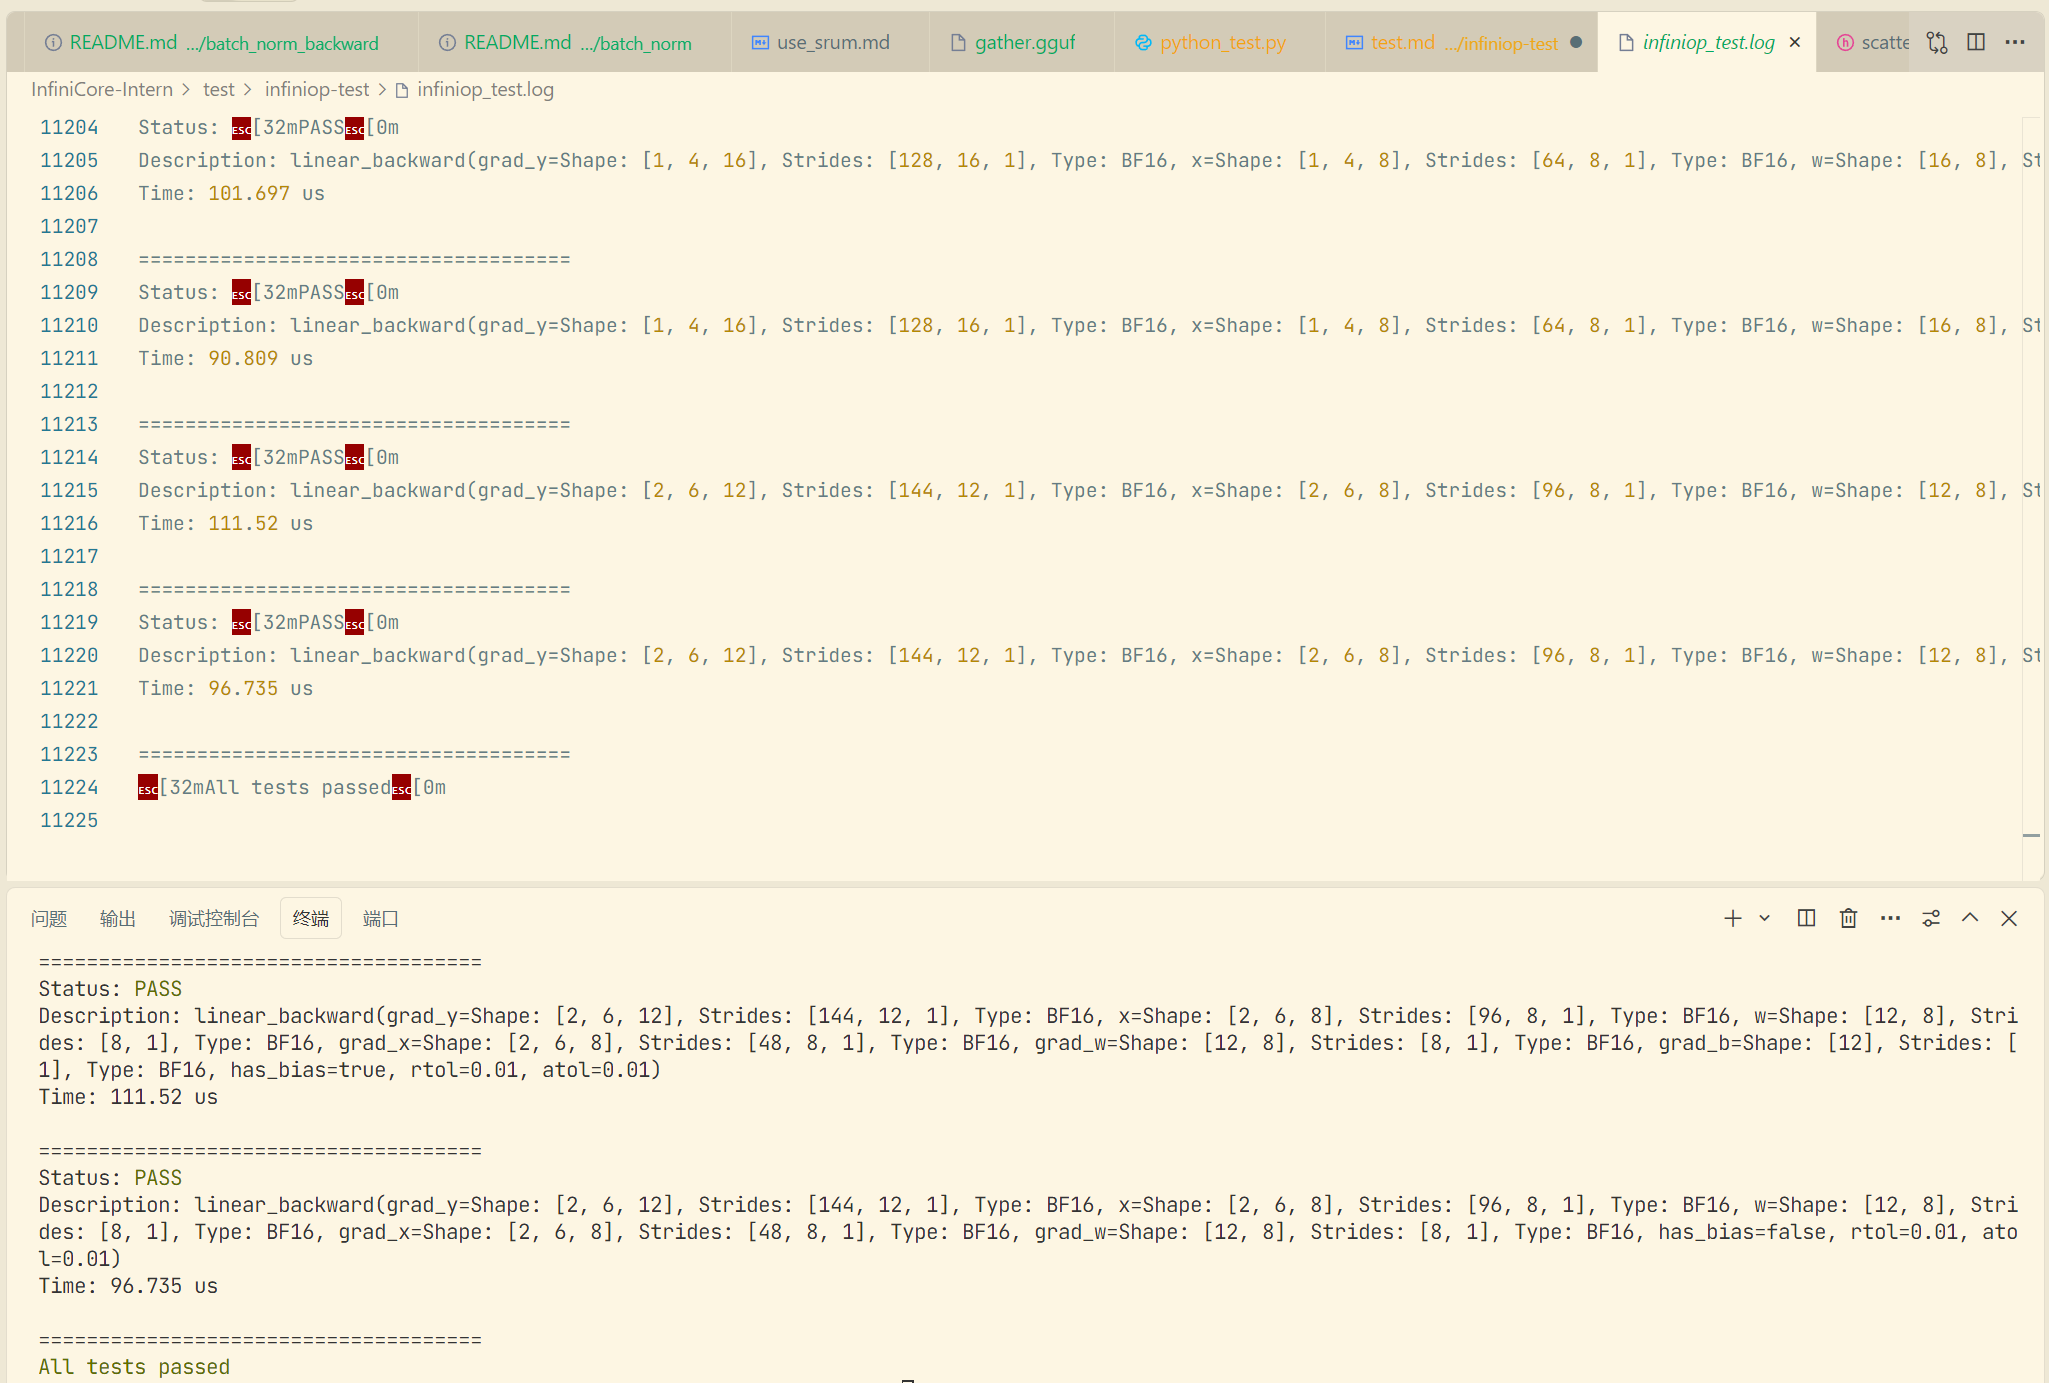 README.md .../batch_norm_backward README.md .../batch_norm use_srum.md gather.gguf python_test.py test.md .../infiniop-test infiniop_test.log scatte
InfiniCore-Intern > test > infiniop-test > infiniop_test.log
11204 Status: ESC[32mPASSESC[0m
11205 Description: linear_backward(grad_y=Shape: [1, 4, 16], Strides: [128, 16, 1], Type: BF16, x=Shape: [1, 4, 8], Strides: [64, 8, 1], Type: BF16, w=Shape: [16, 8], St
11206 Time: 101.697 us
11207
11208 =====================================
11209 Status: ESC[32mPASSESC[0m
11210 Description: linear_backward(grad_y=Shape: [1, 4, 16], Strides: [128, 16, 1], Type: BF16, x=Shape: [1, 4, 8], Strides: [64, 8, 1], Type: BF16, w=Shape: [16, 8], St
11211 Time: 90.809 us
11212
11213 =====================================
11214 Status: ESC[32mPASSESC[0m
11215 Description: linear_backward(grad_y=Shape: [2, 6, 12], Strides: [144, 12, 1], Type: BF16, x=Shape: [2, 6, 8], Strides: [96, 8, 1], Type: BF16, w=Shape: [12, 8], St
11216 Time: 111.52 us
11217
11218 =====================================
11219 Status: ESC[32mPASSESC[0m
11220 Description: linear_backward(grad_y=Shape: [2, 6, 12], Strides: [144, 12, 1], Type: BF16, x=Shape: [2, 6, 8], Strides: [96, 8, 1], Type: BF16, w=Shape: [12, 8], St
11221 Time: 96.735 us
11222
11223 =====================================
11224 ESC[32mAll tests passedESC[0m
11225
问题 输出 调试控制台 终端 端口
=====================================
Status: PASS
Description: linear_backward(grad_y=Shape: [2, 6, 12], Strides: [144, 12, 1], Type: BF16, x=Shape: [2, 6, 8], Strides: [96, 8, 1], Type: BF16, w=Shape: [12, 8], Stri
des: [8, 1], Type: BF16, grad_x=Shape: [2, 6, 8], Strides: [48, 8, 1], Type: BF16, grad_w=Shape: [12, 8], Strides: [8, 1], Type: BF16, grad_b=Shape: [12], Strides: [
1], Type: BF16, has_bias=true, rtol=0.01, atol=0.01)
Time: 111.52 us
=====================================
Status: PASS
Description: linear_backward(grad_y=Shape: [2, 6, 12], Strides: [144, 12, 1], Type: BF16, x=Shape: [2, 6, 8], Strides: [96, 8, 1], Type: BF16, w=Shape: [12, 8], Stri
des: [8, 1], Type: BF16, grad_x=Shape: [2, 6, 8], Strides: [48, 8, 1], Type: BF16, grad_w=Shape: [12, 8], Strides: [8, 1], Type: BF16, has_bias=false, rtol=0.01, ato
l=0.01)
Time: 96.735 us
=====================================
All tests passed